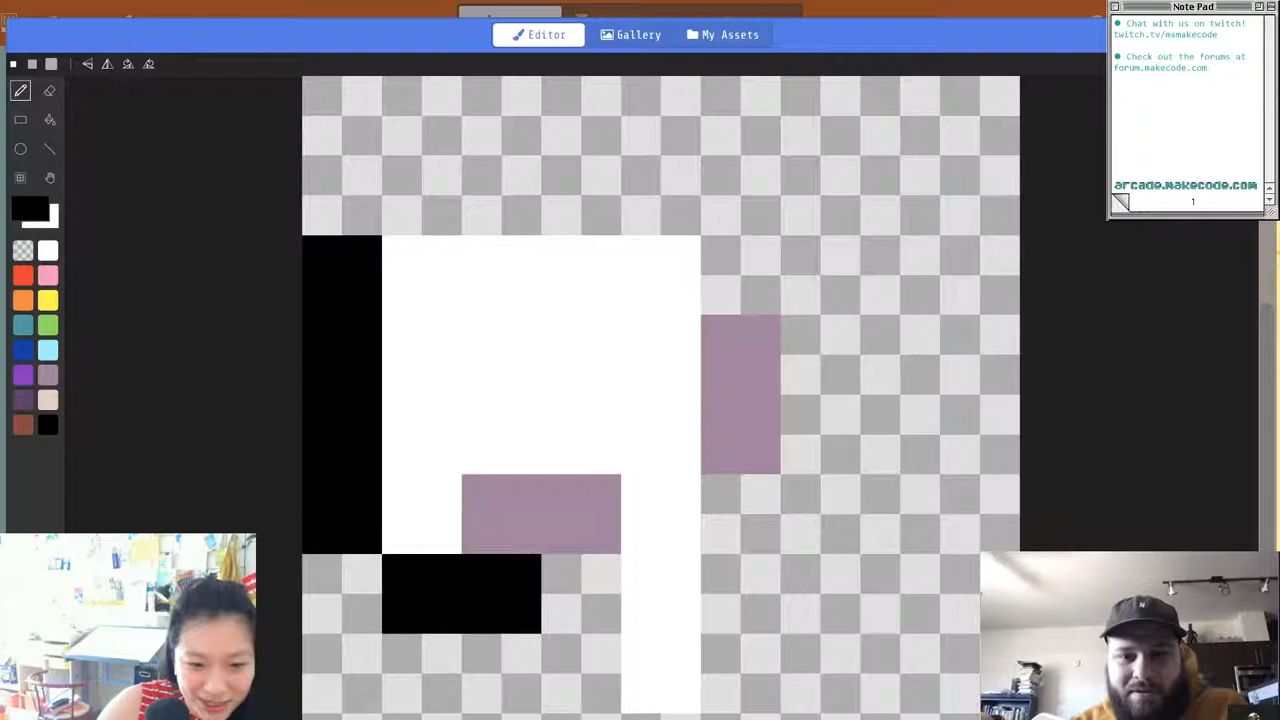 Editor
Gallery
My Assets
Note Pad
● Chat with us on twitch!
twitch.tv/msmakecode
● Check out the forums at
forum.makecode.com
arcade.makecode.com
1